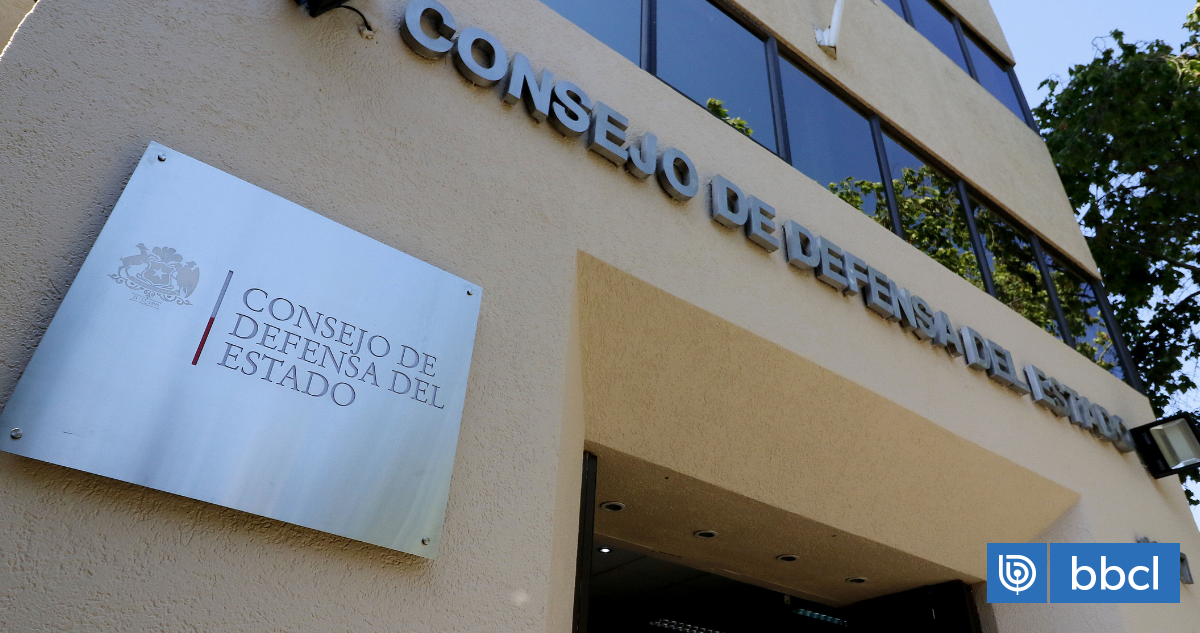 CONSEJO DE DEFENSA DEL ESTADO
CONSEJO DE
DEFENSA DEL
ESTADO
bbcl